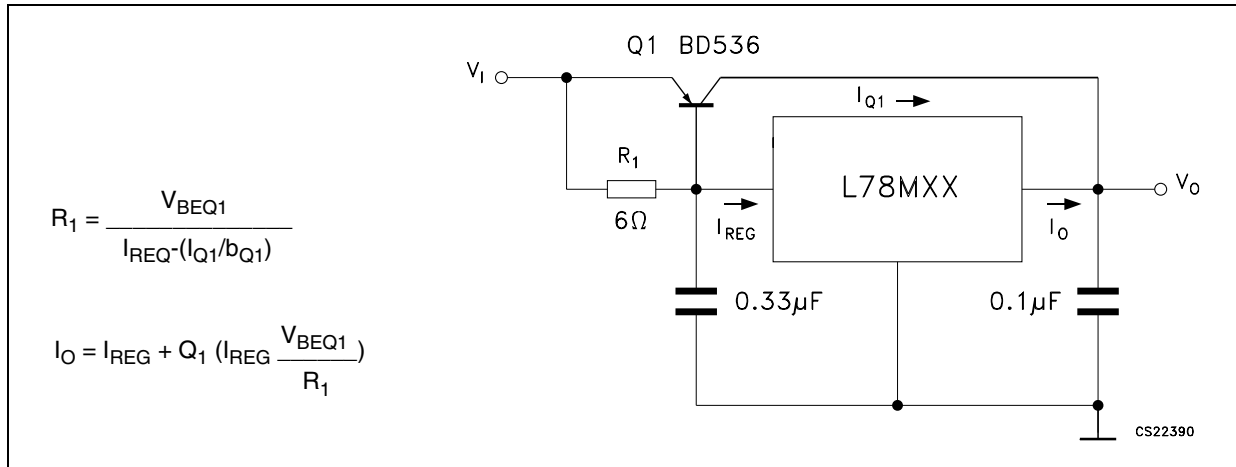 Q1 BD536
V_I
I_Q1
R_1
6Ω
I_REG
L78MXX
I_O
V_O
0.33µF
0.1µF
R_1 = V_BEQ1
I_REQ-(I_Q1/b_Q1)
I_O = I_REG + Q_1 (I_REG V_BEQ1)
R_1
CS22390